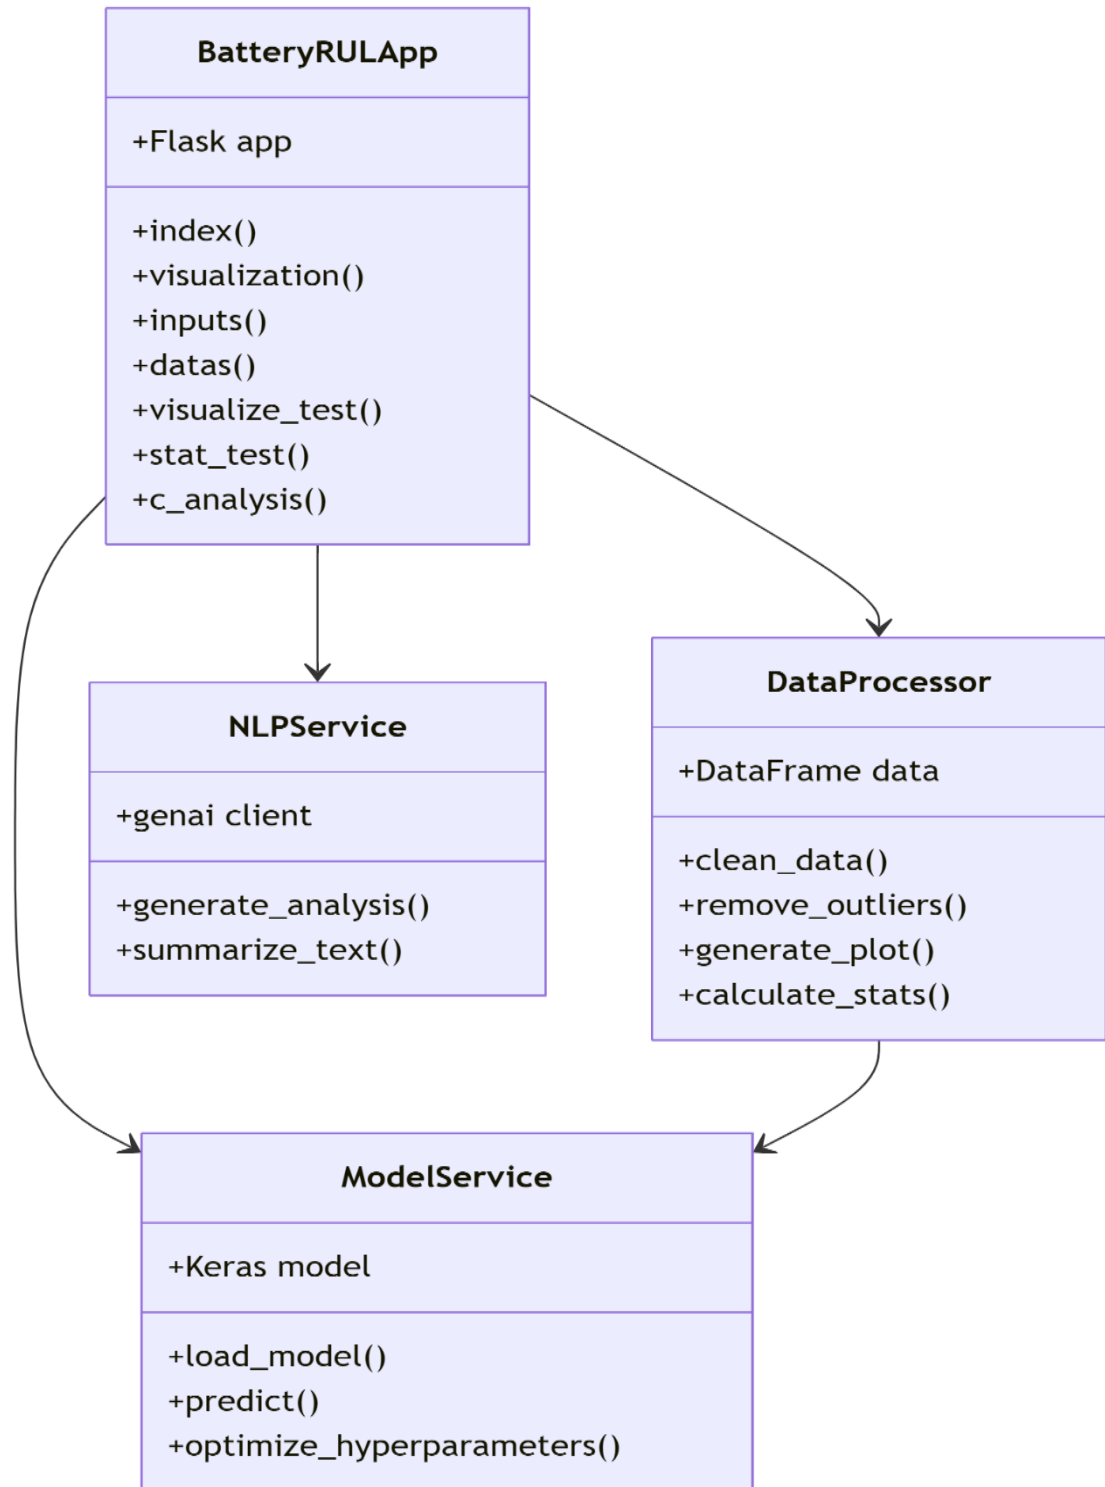 BatteryRULApp
+Flask app
+index()
+visualization()
+inputs()
+datas()
+visualize_test()
+stat_test()
+c_analysis()
NLPService
+genai client
+generate_analysis()
+summarize_text()
DataProcessor
+DataFrame data
+clean_data()
+remove_outliers()
+generate_plot()
+calculate_stats()
ModelService
+Keras model
+load_model()
+predict()
+optimize_hyperparameters()